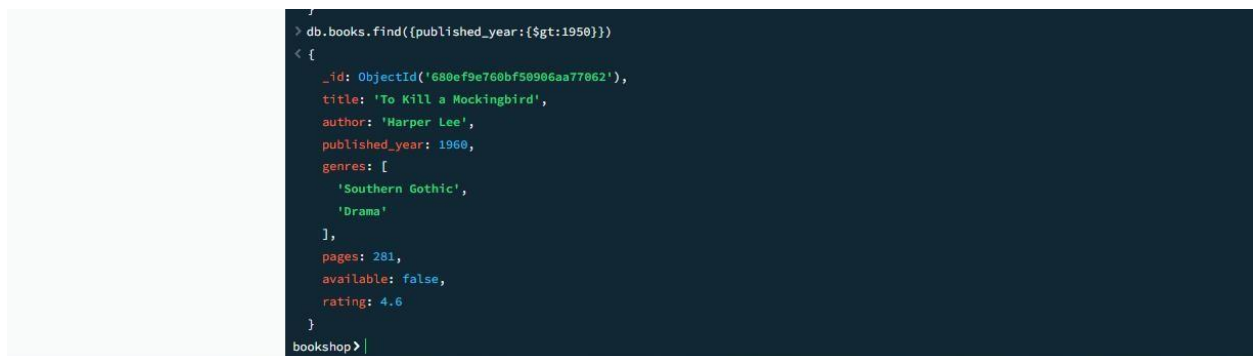 }
> db.books.find({published_year:{$gt:1950}})
< {
_id: ObjectId('680ef9e760bf50906aa77062'),
title: 'To Kill a Mockingbird',
author: 'Harper Lee',
published_year: 1960,
genres: [
'Southern Gothic',
'Drama'
],
pages: 281,
available: false,
rating: 4.6
}
bookshop>